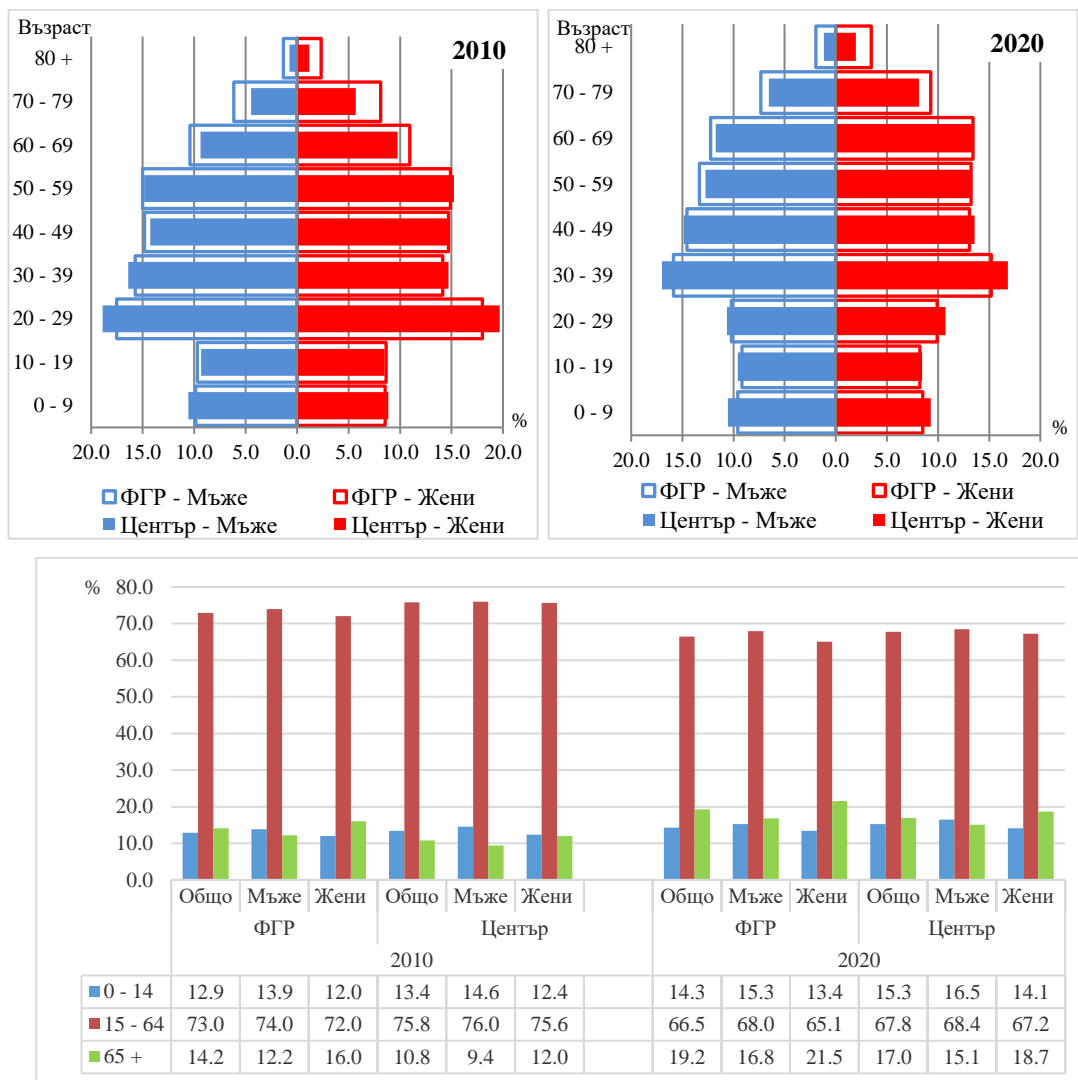 Възраст
2010
80 +
70 - 79
60 - 69
50 - 59
40 - 49
30 - 39
20 - 29
10 - 19
0 - 9
%
20.0 15.0 10.0 5.0 0.0 5.0 10.0 15.0 20.0
ФГР - Мъже ФГР - Жени
Център - Мъже Център - Жени
Възраст
2020
80 +
70 - 79
60 - 69
50 - 59
40 - 49
30 - 39
20 - 29
10 - 19
0 - 9
%
20.0 15.0 10.0 5.0 0.0 5.0 10.0 15.0 20.0
ФГР - Мъже ФГР - Жени
Център - Мъже Център - Жени
% 80.0
70.0
60.0
50.0
40.0
30.0
20.0
10.0
0.0
Общо Мъже Жени Общо Мъже Жени Общо Мъже Жени Общо Мъже Жени
ФГР Център ФГР Център
2010 2020
0 - 14 12.9 13.9 12.0 13.4 14.6 12.4 14.3 15.3 13.4 15.3 16.5 14.1
15 - 64 73.0 74.0 72.0 75.8 76.0 75.6 66.5 68.0 65.1 67.8 68.4 67.2
65 + 14.2 12.2 16.0 10.8 9.4 12.0 19.2 16.8 21.5 17.0 15.1 18.7